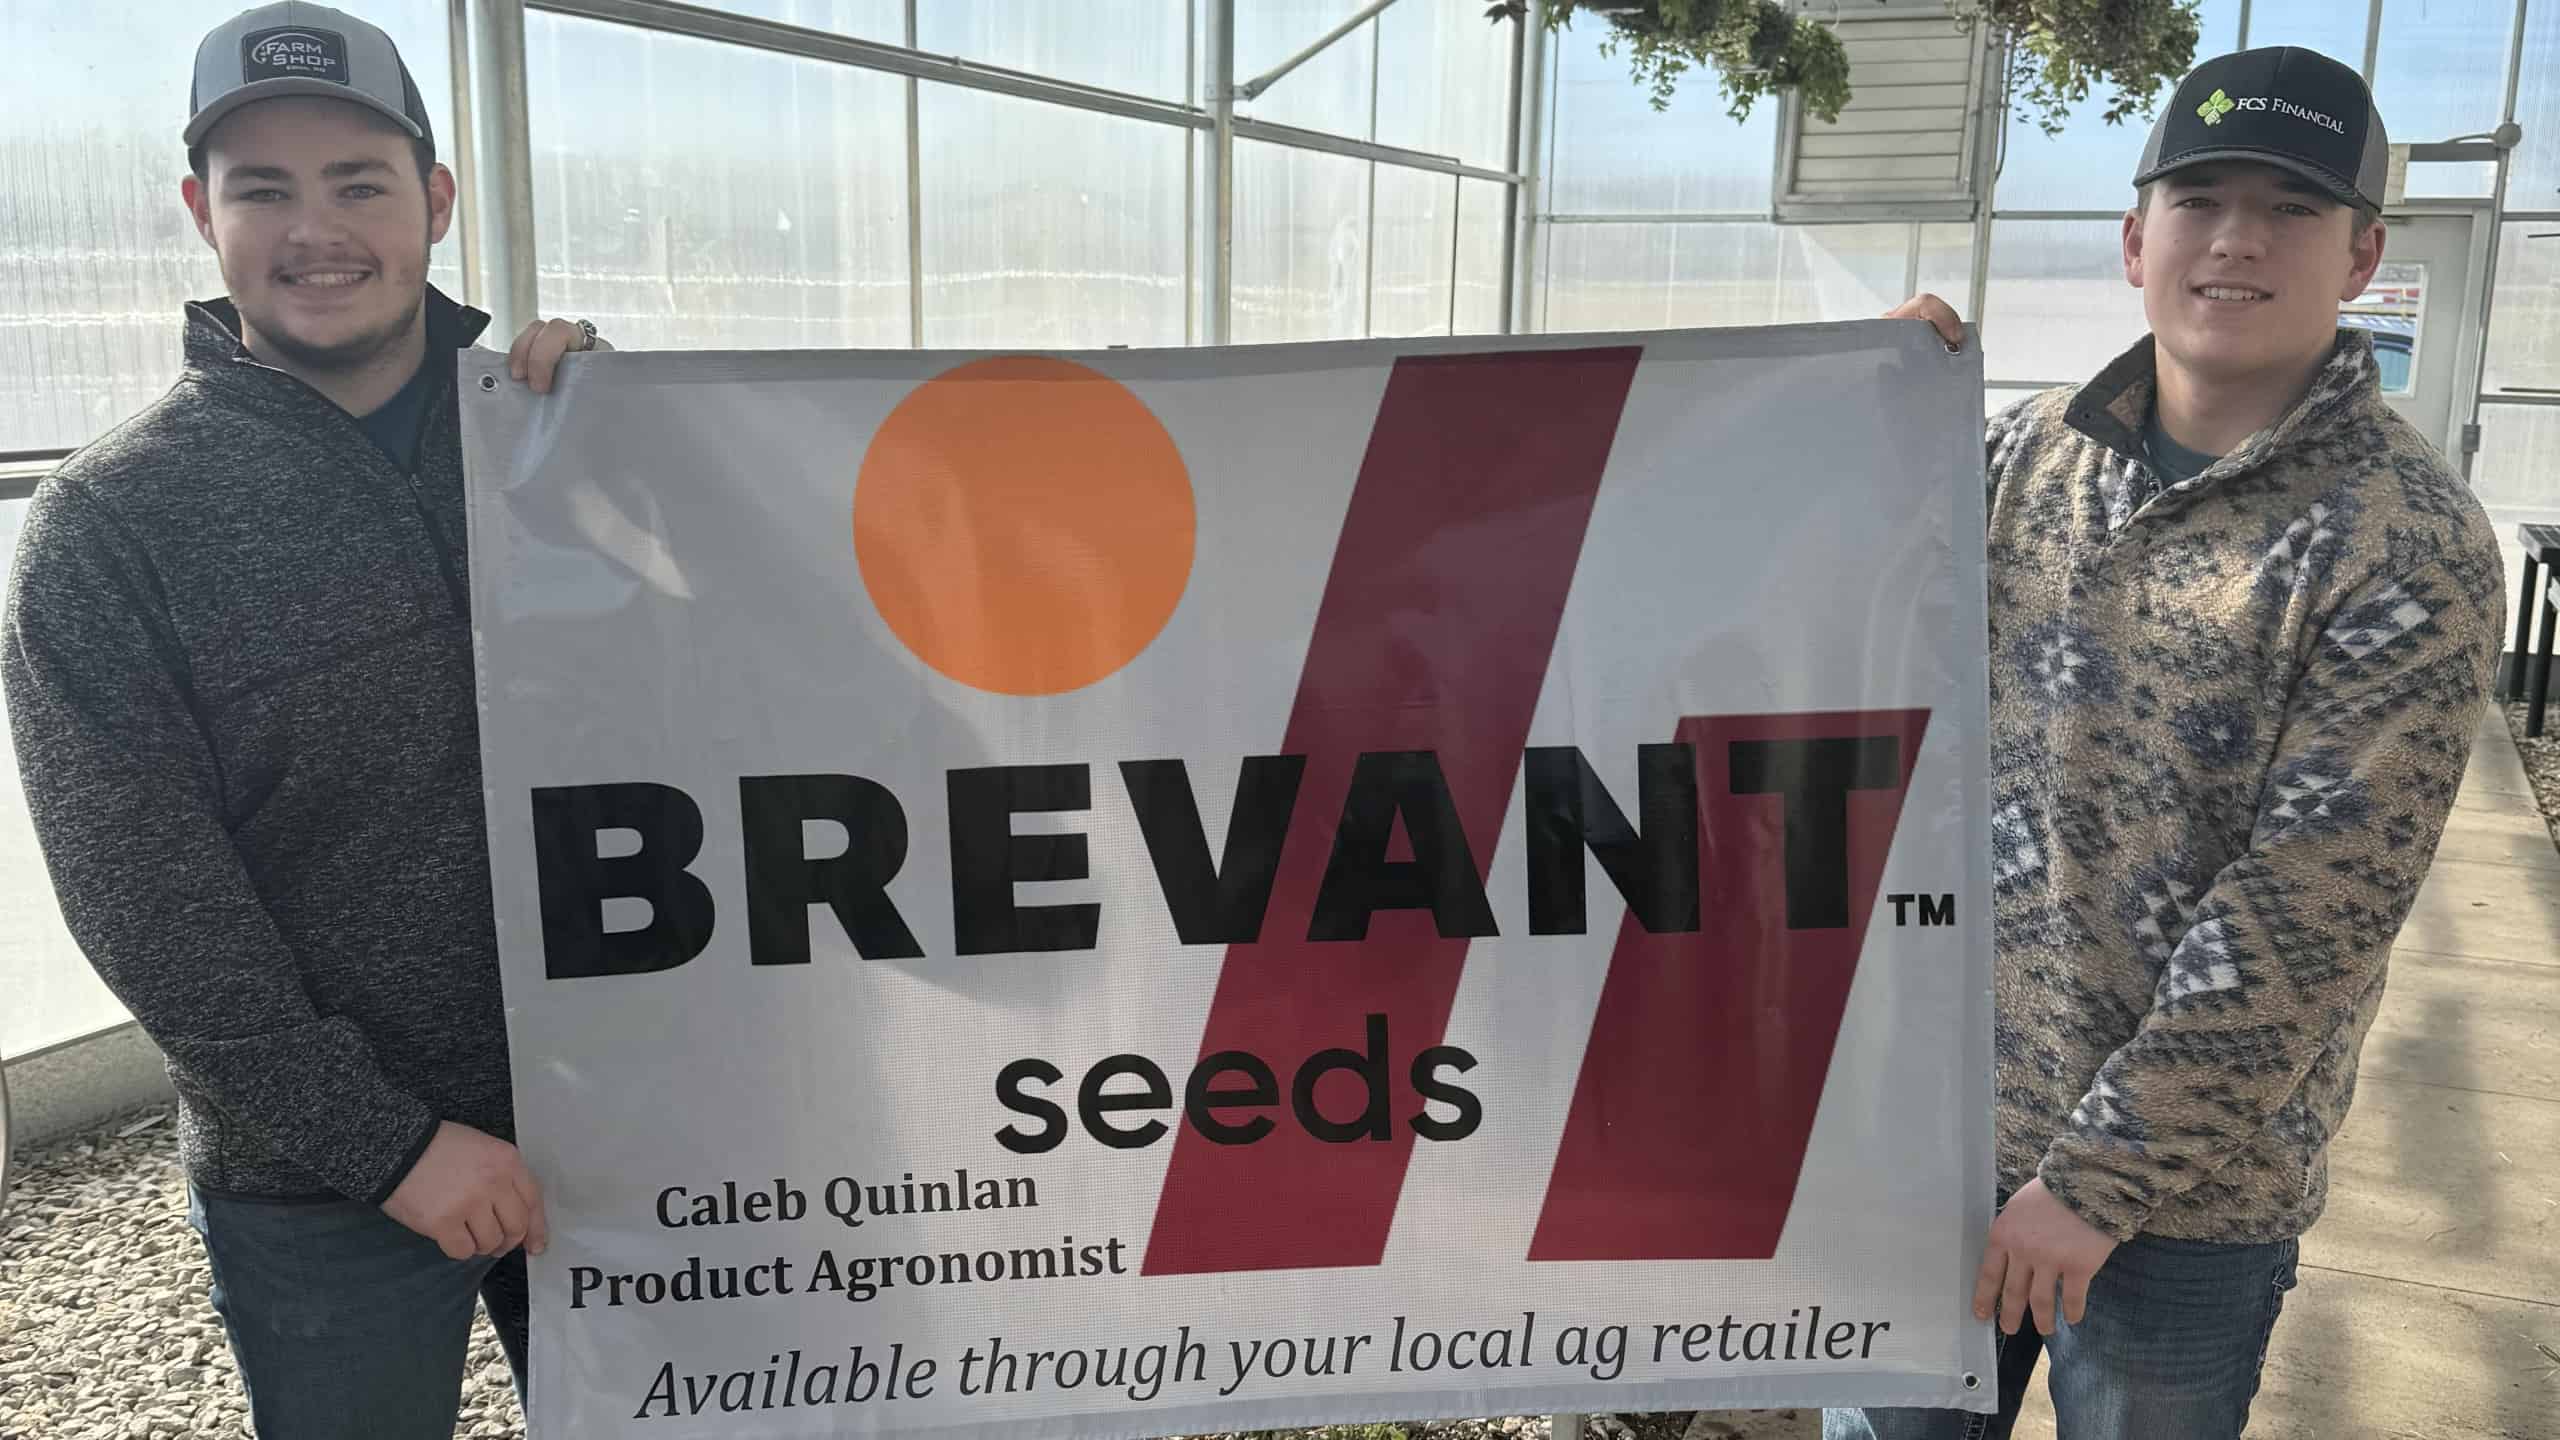 FARM
SHOP
FCS FINANCIAL
BREVANT™
seeds
Caleb Quinlan
Product Agronomist
Available through your local ag retailer